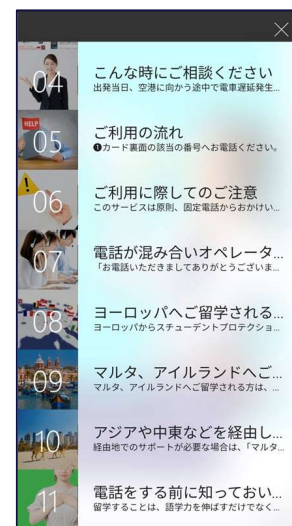 04
こんな時にご相談ください
出発当日、空港に向かう途中で電車遅延発生...
HELP
05
ご利用の流れ
❶カード裏面の該当の番号へお電話ください。
06
ご利用に際してのご注意
このサービスは原則、固定電話からおかけい...
07
電話が混み合いオペレータ...
「お電話いただきましてありがとうございま...
08
ヨーロッパへご留学される...
ヨーロッパからスチューデントプロテクショ...
09
マルタ、アイルランドへご...
マルタ、アイルランドへご留学される方は、...
10
アジアや中東などを経由し...
経由地でのサポートが必要な場合は、「マルタ...
11
電話をする前に知っておい...
留学することは、語学力を伸ばすだけでなく...